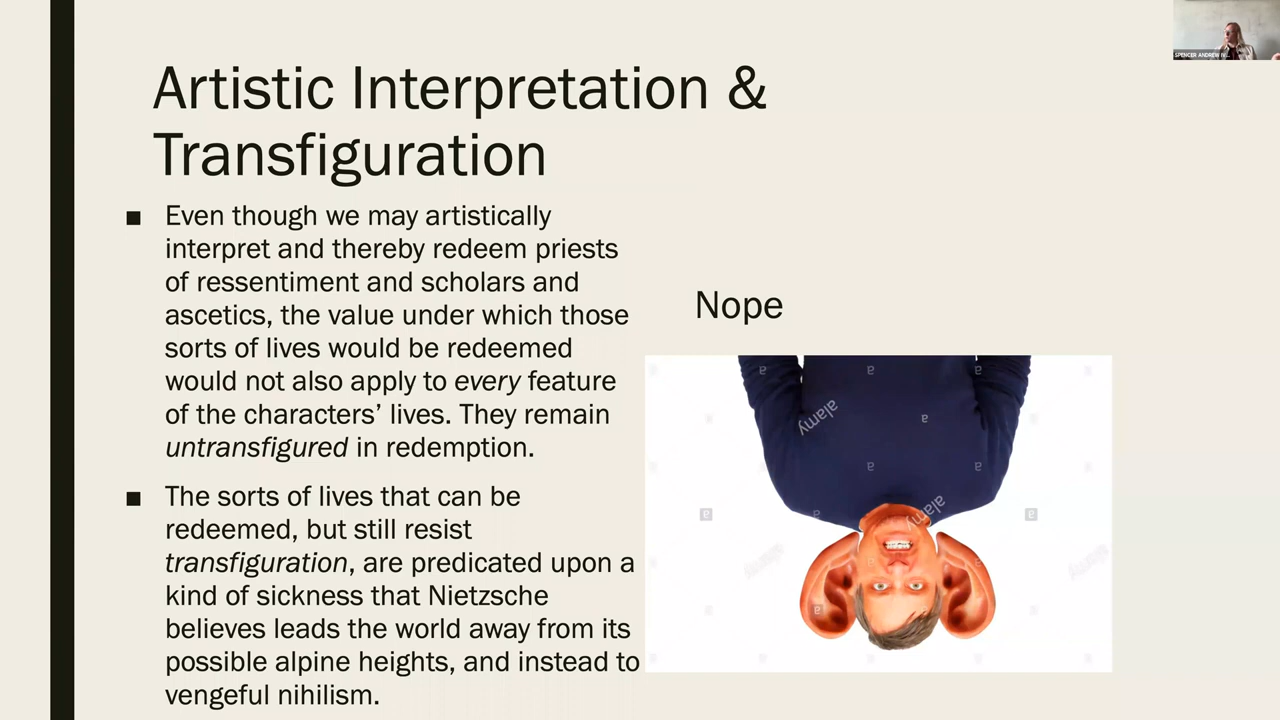 Artistic Interpretation &
Transfiguration
■ Even though we may artistically
interpret and thereby redeem priests
of ressentiment and scholars and
ascetics, the value under which those
sorts of lives would be redeemed
would not also apply to every feature
of the characters’ lives. They remain
untransfigured in redemption.
■ The sorts of lives that can be
redeemed, but still resist
transfiguration, are predicated upon a
kind of sickness that Nietzsche
believes leads the world away from its
possible alpine heights, and instead to
vengeful nihilism.
Nope
alamy
alamy
SPENCER ANDREW